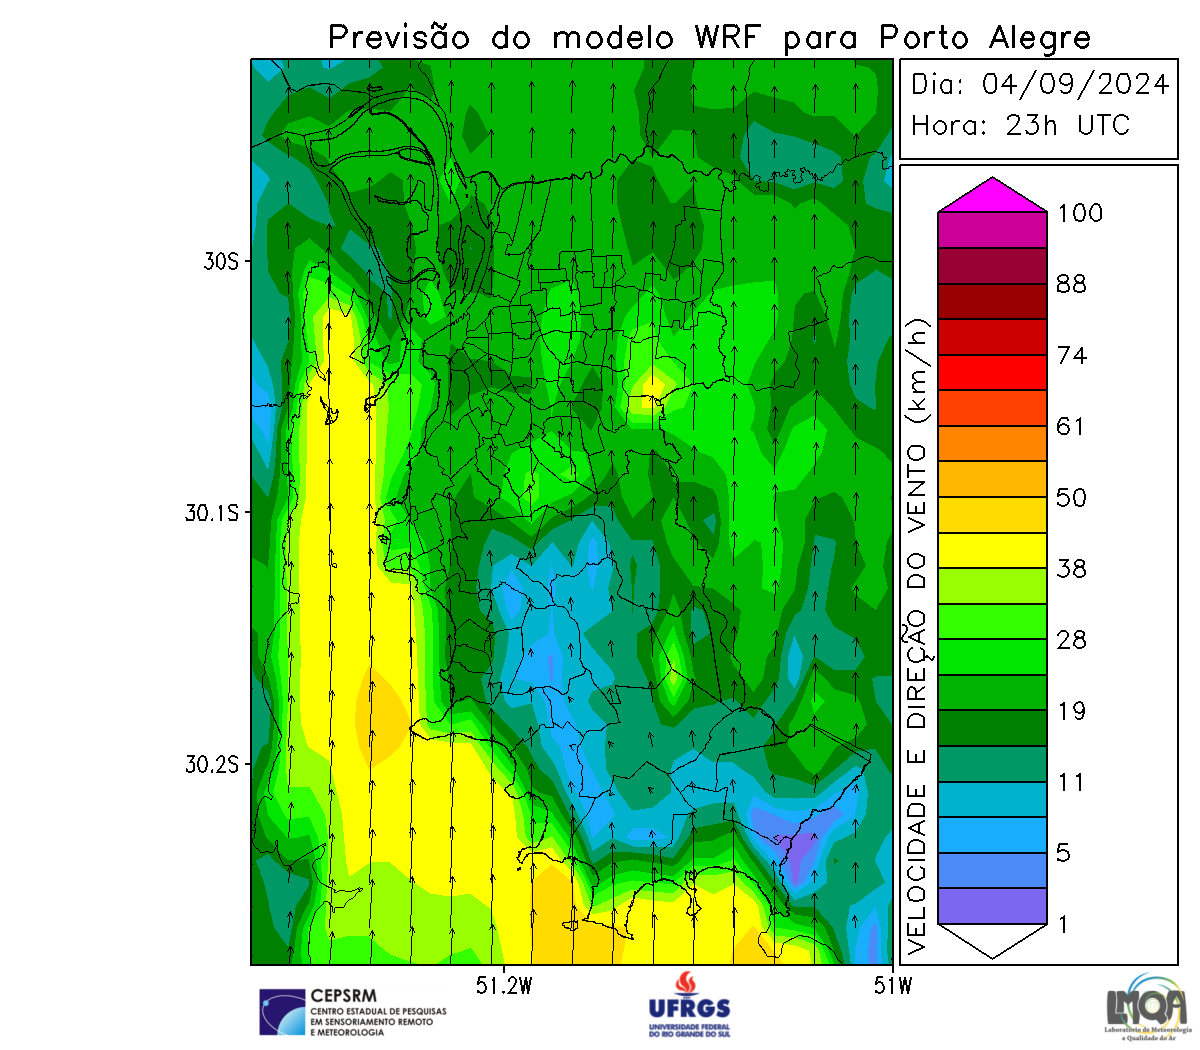 Previsão do modelo WRF para Porto Alegre
Dia: 04/09/2024
Hora: 23h UTC
100
88
74
61
50
38
28
19
11
5
1
VELOCIDADE E DIREÇÃO DO VENTO (km/h)
30S
30.1S
30.2S
51.2W
51W
CEPSRM
CENTRO ESTADUAL DE PESQUISAS
EM SENSORIAMENTO REMOTO
E METEOROLOGIA
UFRGS
UNIVERSIDADE FEDERAL
DO RIO GRANDE DO SUL
LMQA
Laboratório de Meteorologia
e Qualidade do Ar